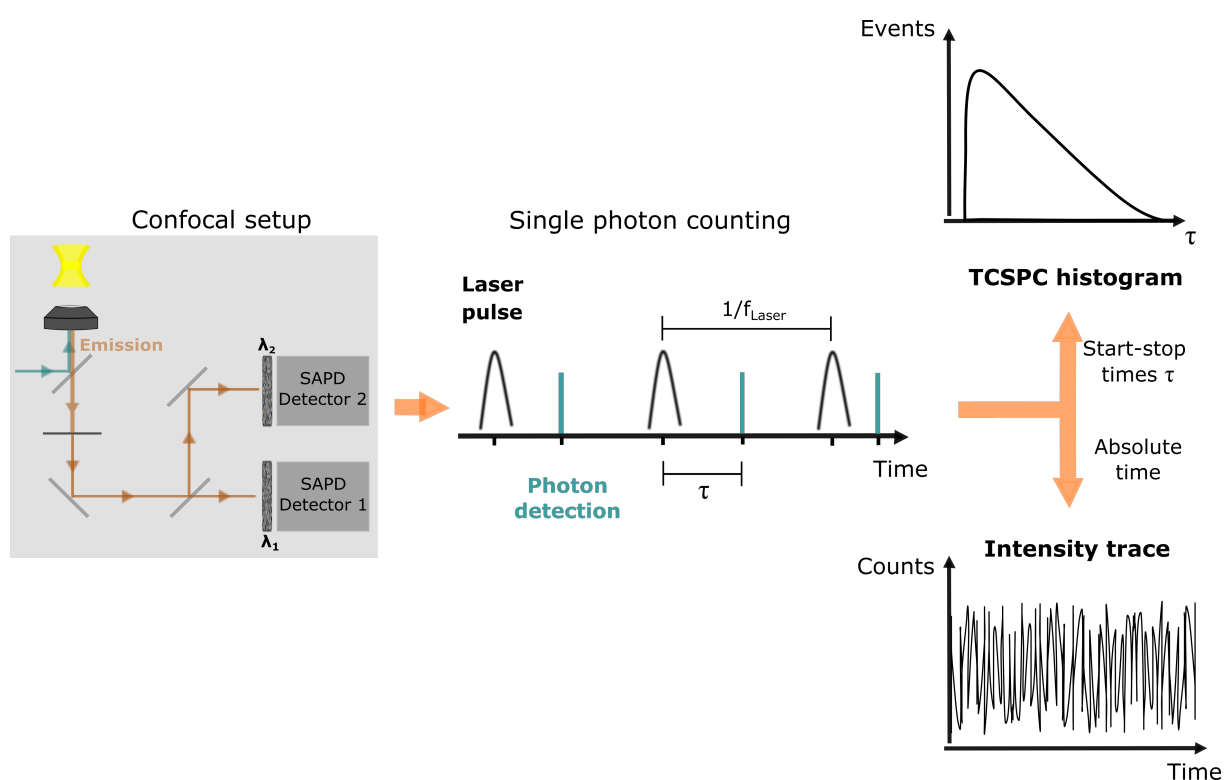 Confocal setup
Emission
λ2
SAPD
Detector 2
SAPD
Detector 1
λ1
Single photon counting
Laser
pulse
1/fLaser
Time
τ
Photon
detection
Events
τ
TCSPC histogram
Start-stop
times τ
Absolute
time
Intensity trace
Counts
Time